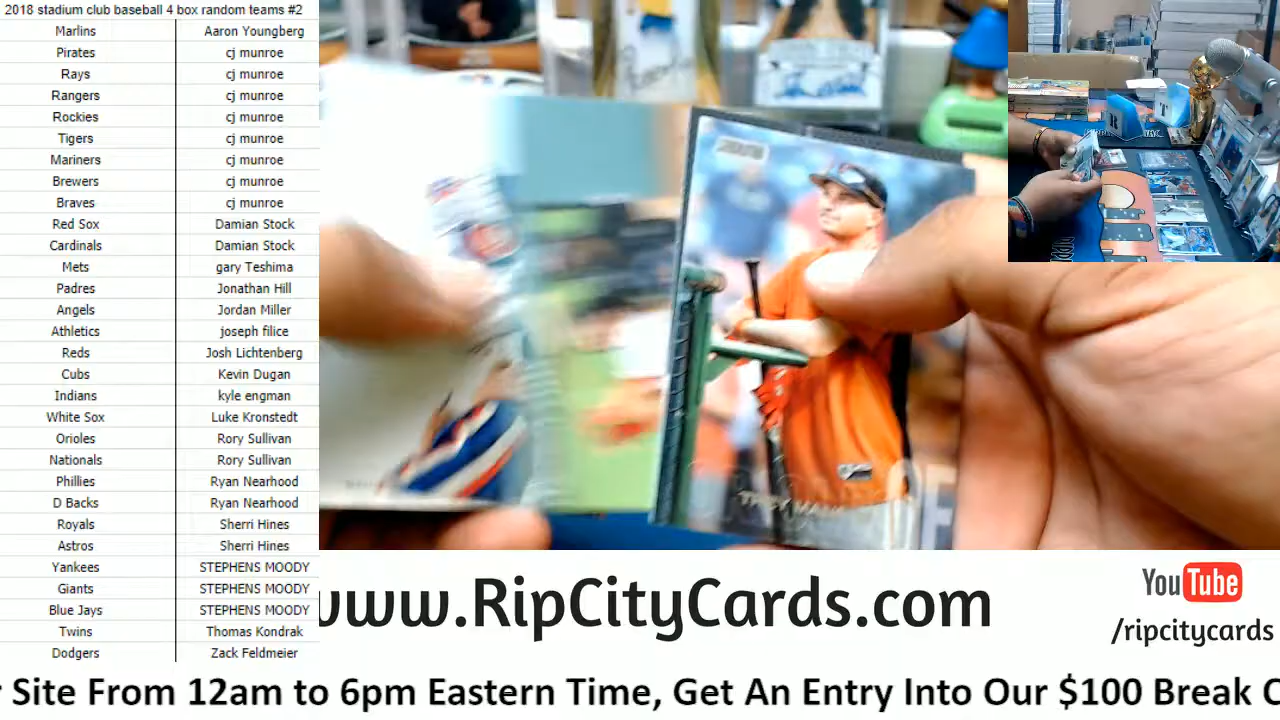 2018 stadium club baseball 4 box random teams #2
Marlins Aaron Youngberg
Pirates cj munroe
Rays cj munroe
Rangers cj munroe
Rockies cj munroe
Tigers cj munroe
Mariners cj munroe
Brewers cj munroe
Braves cj munroe
Red Sox Damian Stock
Cardinals Damian Stock
Mets gary Teshima
Padres Jonathan Hill
Angels Jordan Miller
Athletics joseph filice
Reds Josh Lichtenberg
Cubs Kevin Dugan
Indians kyle engman
White Sox Luke Kronstedt
Orioles Rory Sullivan
Nationals Rory Sullivan
Phillies Ryan Nearhood
D Backs Ryan Nearhood
Royals Sherri Hines
Astros Sherri Hines
Yankees STEPHENS MOODY
Giants STEPHENS MOODY
Blue Jays STEPHENS MOODY
Twins Thomas Kondrak
Dodgers Zack Feldmeier
www.RipCityCards.com
YouTube
/ripcitycards
Site From 12am to 6pm Eastern Time, Get An Entry Into Our $100 Break